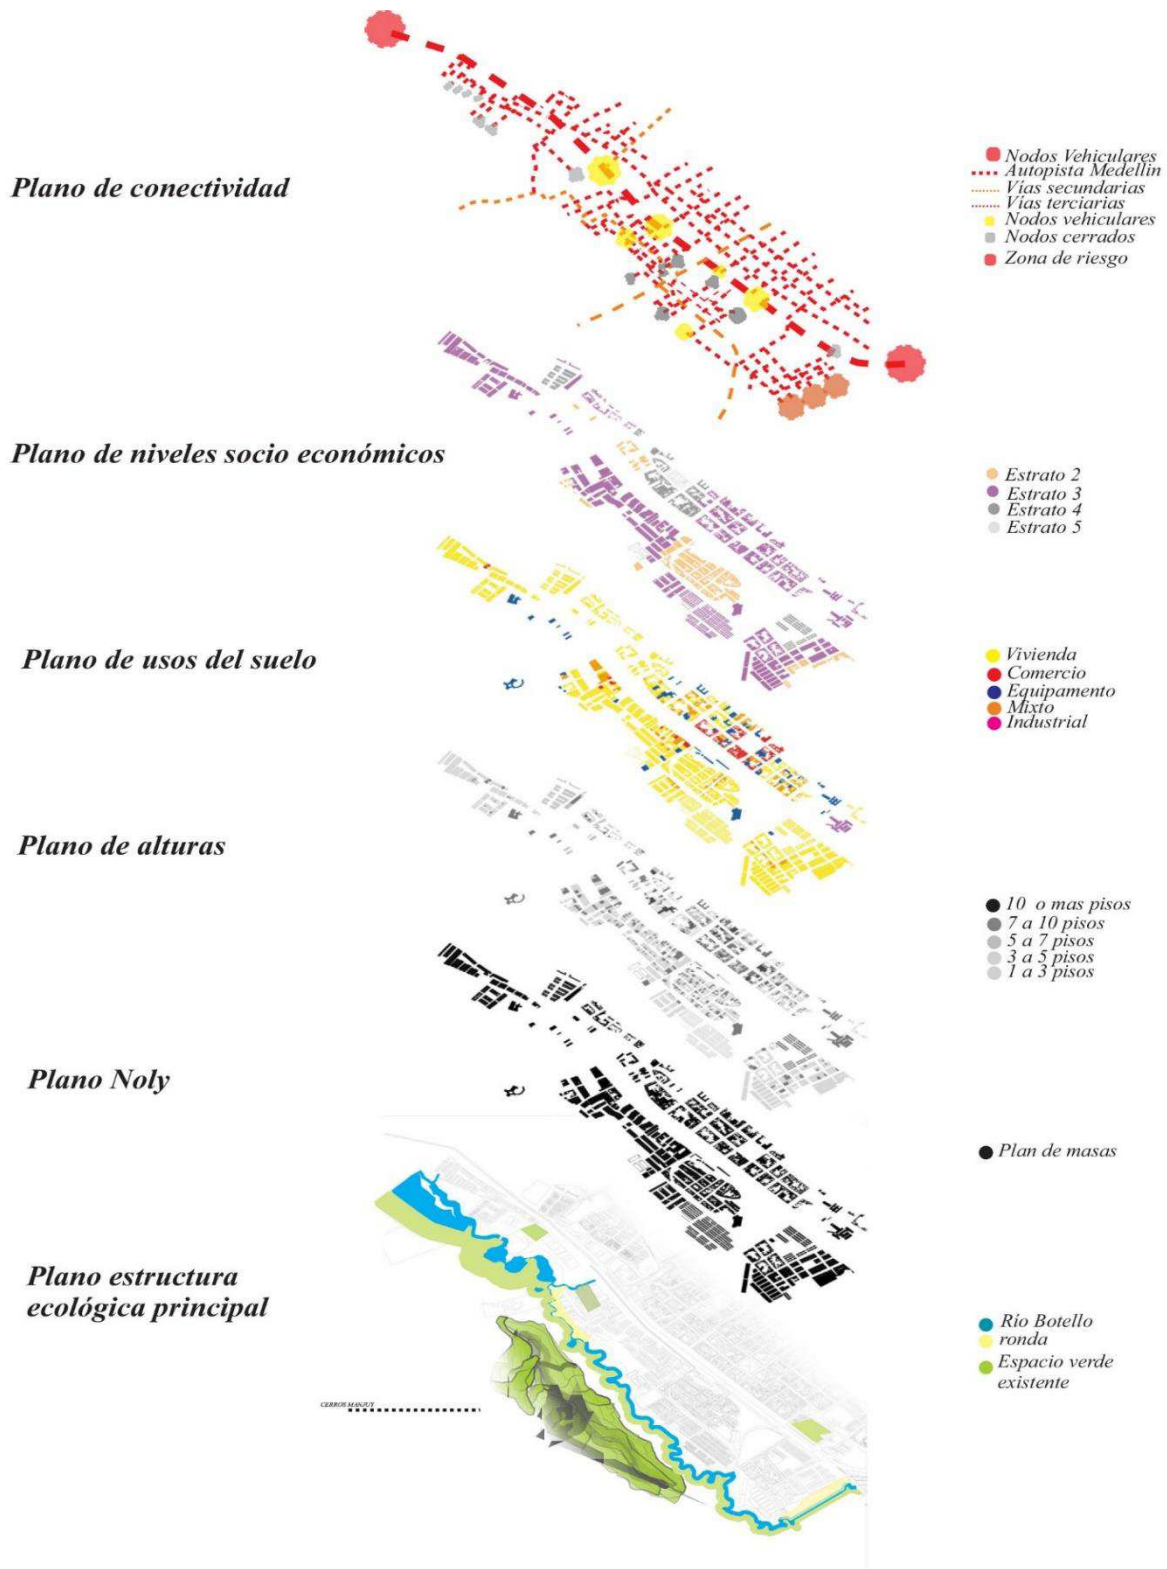 Plano de conectividad
Nodos Vehiculares
Autopista Medellin
Vias secundarias
Vias terciarias
Nodos vehiculares
Nodos cerrados
Zona de riesgo
Plano de niveles socio económicos
Estrato 2
Estrato 3
Estrato 4
Estrato 5
Plano de usos del suelo
Vivienda
Comercio
Equipamento
Mixto
Industrial
Plano de alturas
10 o mas pisos
7 a 10 pisos
5 a 7 pisos
3 a 5 pisos
1 a 3 pisos
Plano Noly
Plan de masas
Plano estructura
ecológica principal
Río Botello
ronda
Espacio verde
existente
CERROS MANJUY